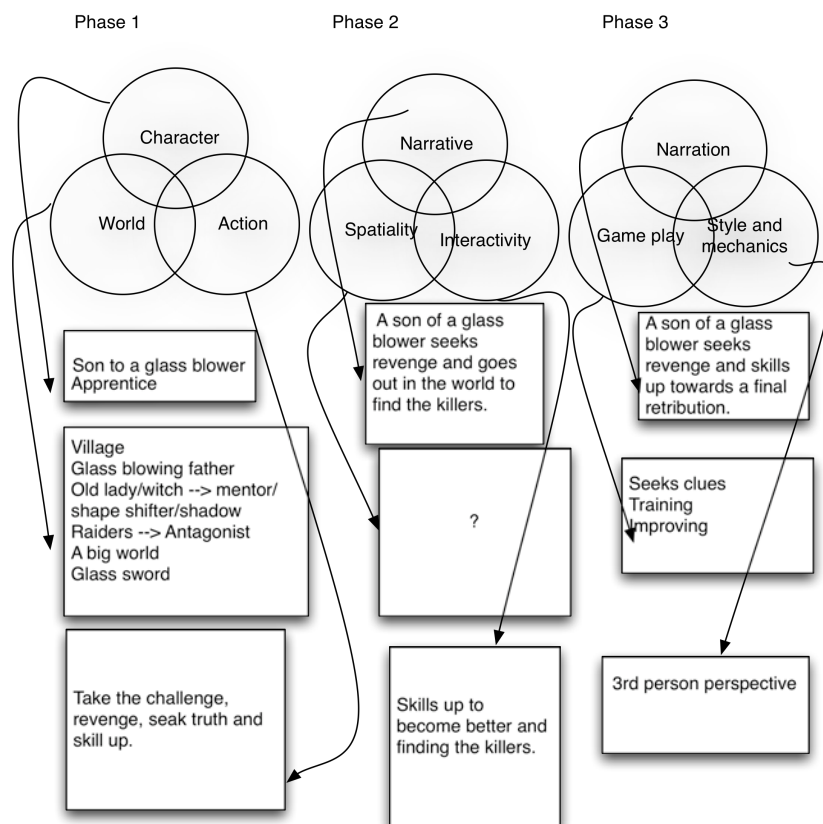 Phase 1
Phase 2
Phase 3
Character
World
Action
Narrative
Spatiality
Interactivity
Narration
Game play
Style and
mechanics
Son to a glass blower
Apprentice
Village
Glass blowing father
Old lady/witch --> mentor/
shape shifter/shadow
Raiders --> Antagonist
A big world
Glass sword
Take the challenge,
revenge, seak truth and
skill up.
A son of a glass
blower seeks
revenge and goes
out in the world to
find the killers.
?
Skills up to
become better and
finding the killers.
A son of a glass
blower seeks
revenge and skills
up towards a final
retribution.
Seeks clues
Training
Improving
3rd person perspective